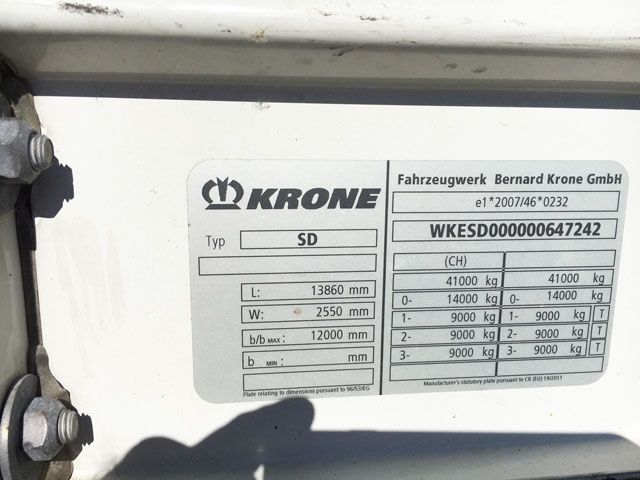 KRONE
Typ SD
L: 13860 mm
W: 2550 mm
b/b MAX: 12000 mm
b MIN: mm
Plate relating to dimensions pursuant to 96/53/EG
Fahrzeugwerk Bernard Krone GmbH
e1*2007/46*0232
WKESD000000647242
(CH)
41000 kg 41000 kg
0- 14000 kg 0- 14000 kg
1- 9000 kg 1- 9000 kg T
2- 9000 kg 2- 9000 kg T
3- 9000 kg 3- 9000 kg T
Manufacturer's statutory plate pursuant to CR (EU) 19/2011